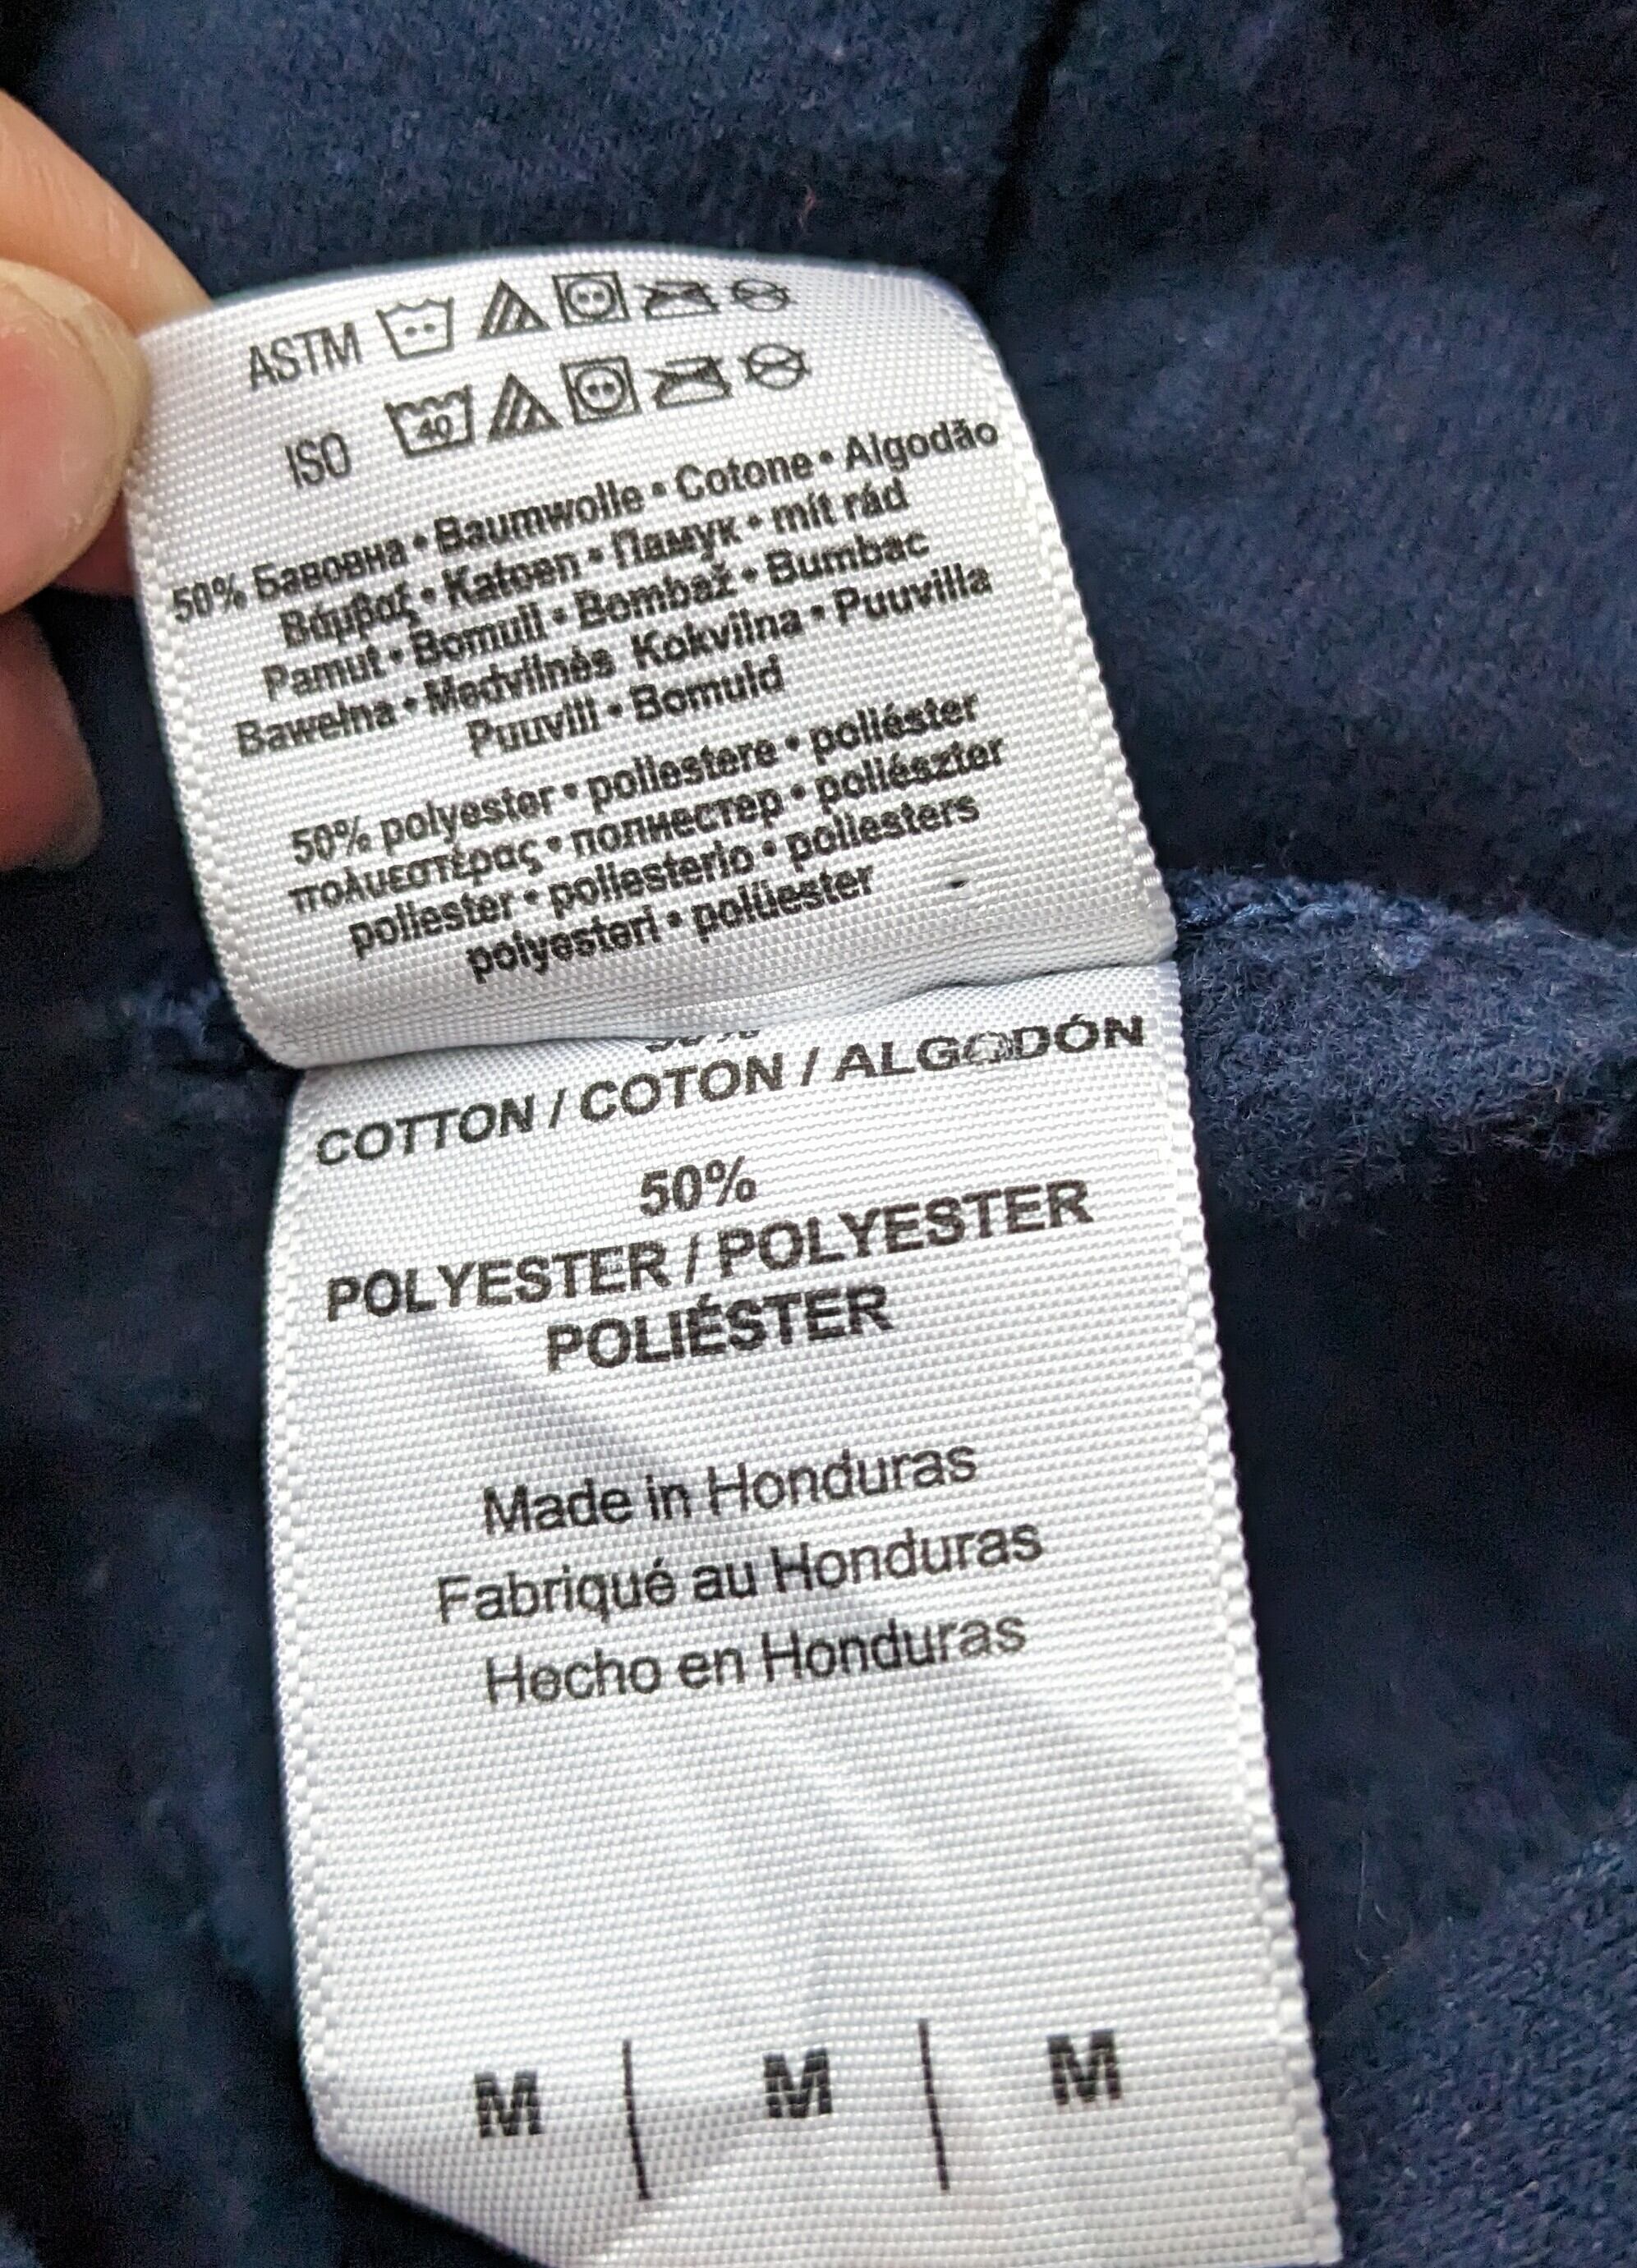 ASTM
ISO 40
50% Бавовна • Baumwolle • Cotone • Algodão
Βάμβαξ • Katoen • Памук • mít rád
Pamut • Bomull • Bombaž • Bumbac
Bawełna • Medvilnės Kokvilna • Puuvilla
Puuvill • Bomuld
50% polyester • poliestere • poliéster
πολυεστέρας • полиестер • poliészter
poliester • poliesterio • poliesters
polyesteri • polüester
COTTON / COTON / ALGODÓN
50%
POLYESTER / POLYESTER
POLIÉSTER
Made in Honduras
Fabriqué au Honduras
Hecho en Honduras
M | M | M